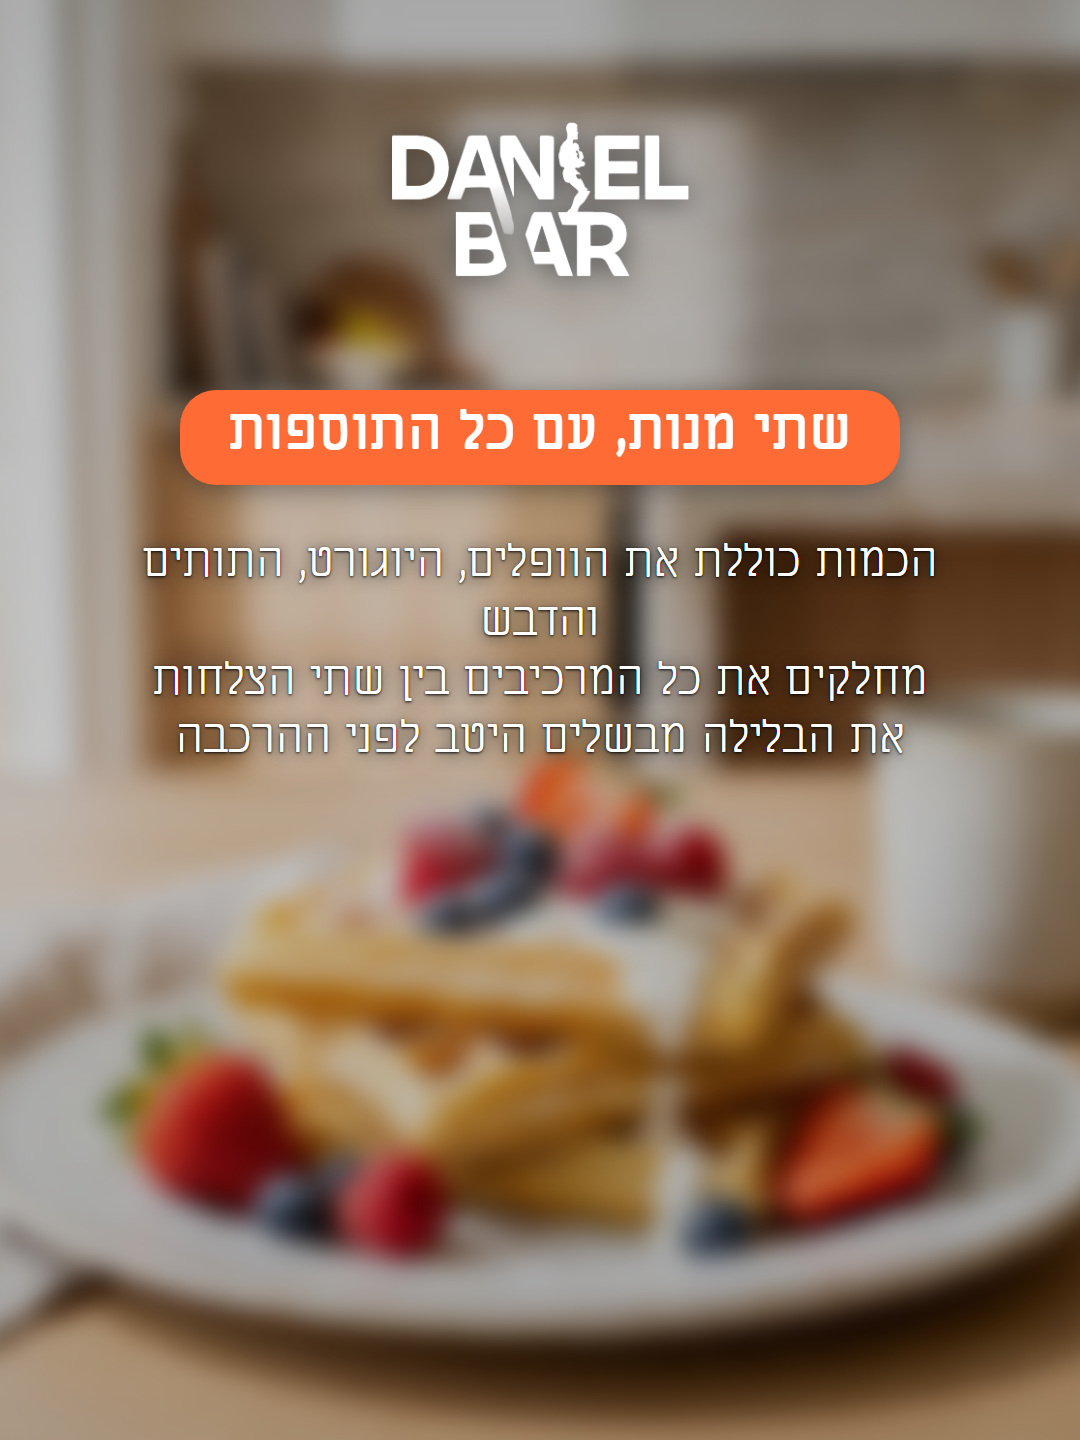 DANIEL
BAR
שתי מנות, עם כל התוספות
הכמות כוללת את הוופלים, היוגורט, התותים
והדבש
מחלקים את כל המרכיבים בין שתי הצלחות
את הבלילה מבשלים היטב לפני ההרכבה